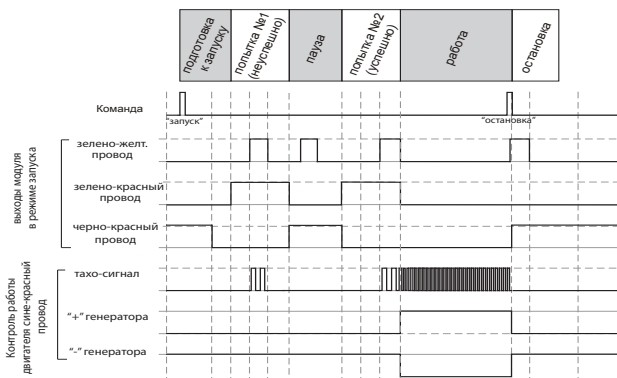 подготовка
к запуску
попытка №1
(неуспешно)
пауза
попытка №2
(успешно)
работа
остановка
Команда
"запуск"
"остановка"
выходы модуля
в режиме запуска
зелено-желт.
провод
зелено-красный
провод
черно-красный
провод
Контроль работы
двигателя сине-красный
провод
тахо-сигнал
"+" генератора
"-" генератора